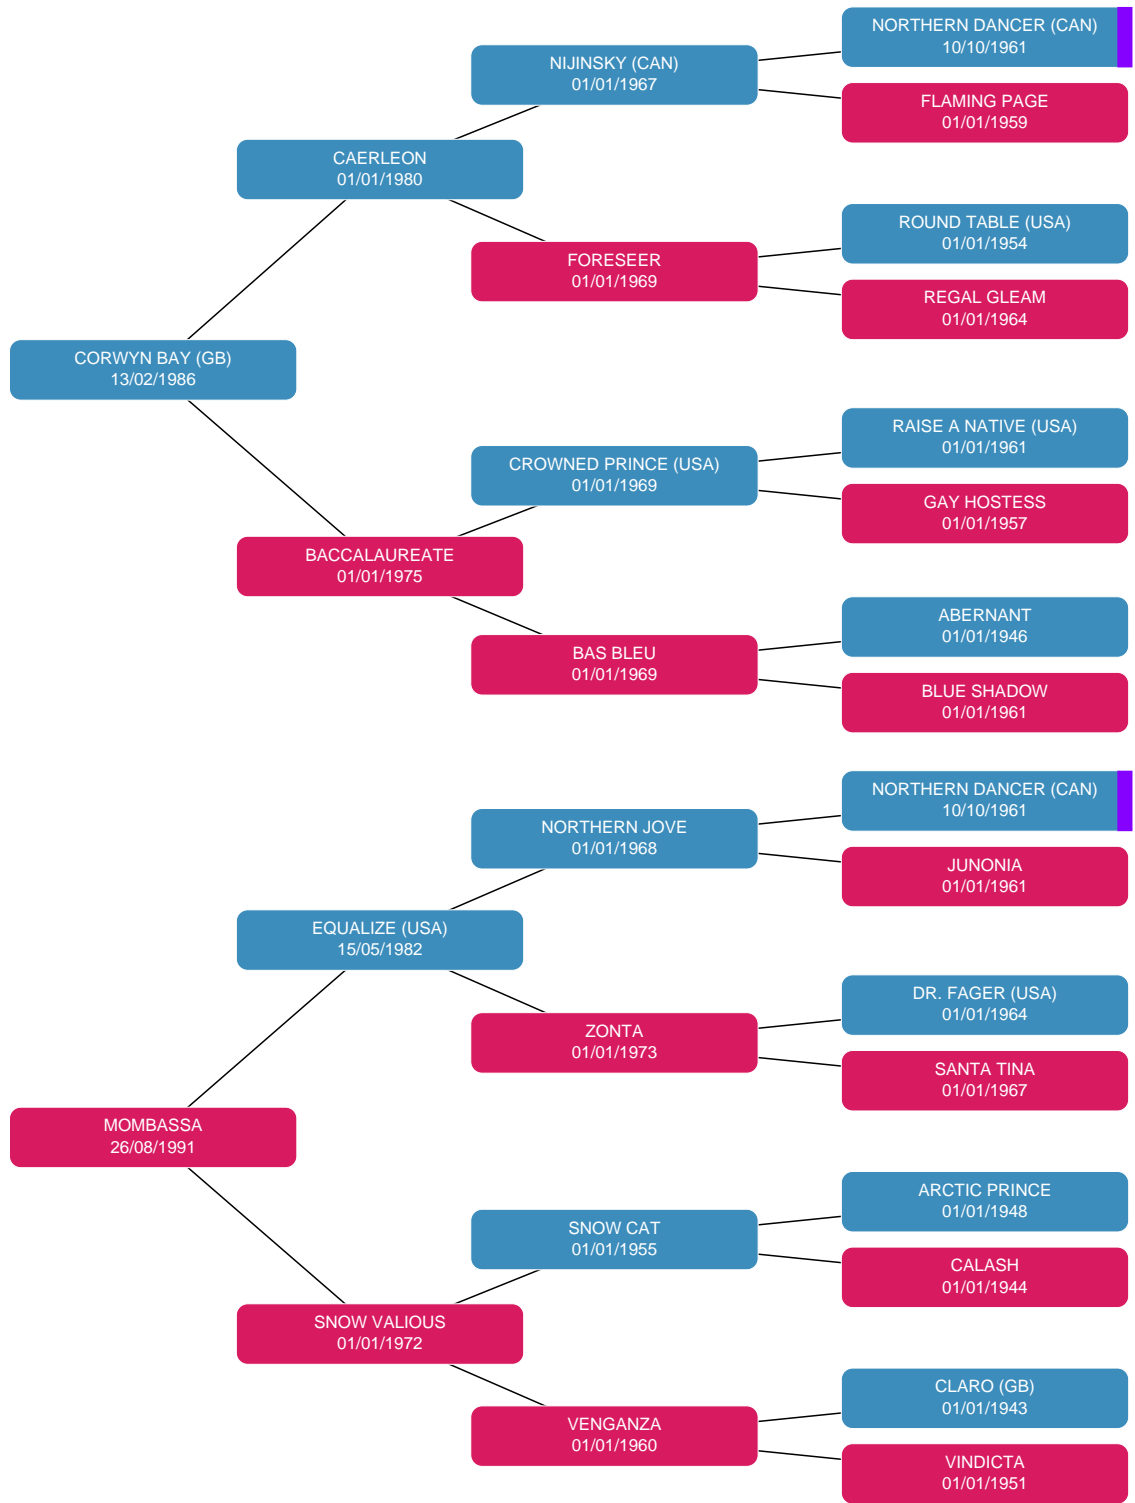 NORTHERN DANCER (CAN)
10/10/1961
NIJINSKY (CAN)
01/01/1967
FLAMING PAGE
01/01/1959
CAERLEON
01/01/1980
ROUND TABLE (USA)
01/01/1954
FORESEER
01/01/1969
REGAL GLEAM
01/01/1964
CORWYN BAY (GB)
13/02/1986
RAISE A NATIVE (USA)
01/01/1961
CROWNED PRINCE (USA)
01/01/1969
GAY HOSTESS
01/01/1957
BACCALAUREATE
01/01/1975
ABERNANT
01/01/1946
BAS BLEU
01/01/1969
BLUE SHADOW
01/01/1961
NORTHERN DANCER (CAN)
10/10/1961
NORTHERN JOVE
01/01/1968
JUNONIA
01/01/1961
EQUALIZE (USA)
15/05/1982
DR. FAGER (USA)
01/01/1964
ZONTA
01/01/1973
SANTA TINA
01/01/1967
MOMBASSA
26/08/1991
ARCTIC PRINCE
01/01/1948
SNOW CAT
01/01/1955
CALASH
01/01/1944
SNOW VALIOUS
01/01/1972
CLARO (GB)
01/01/1943
VENGANZA
01/01/1960
VINDICTA
01/01/1951